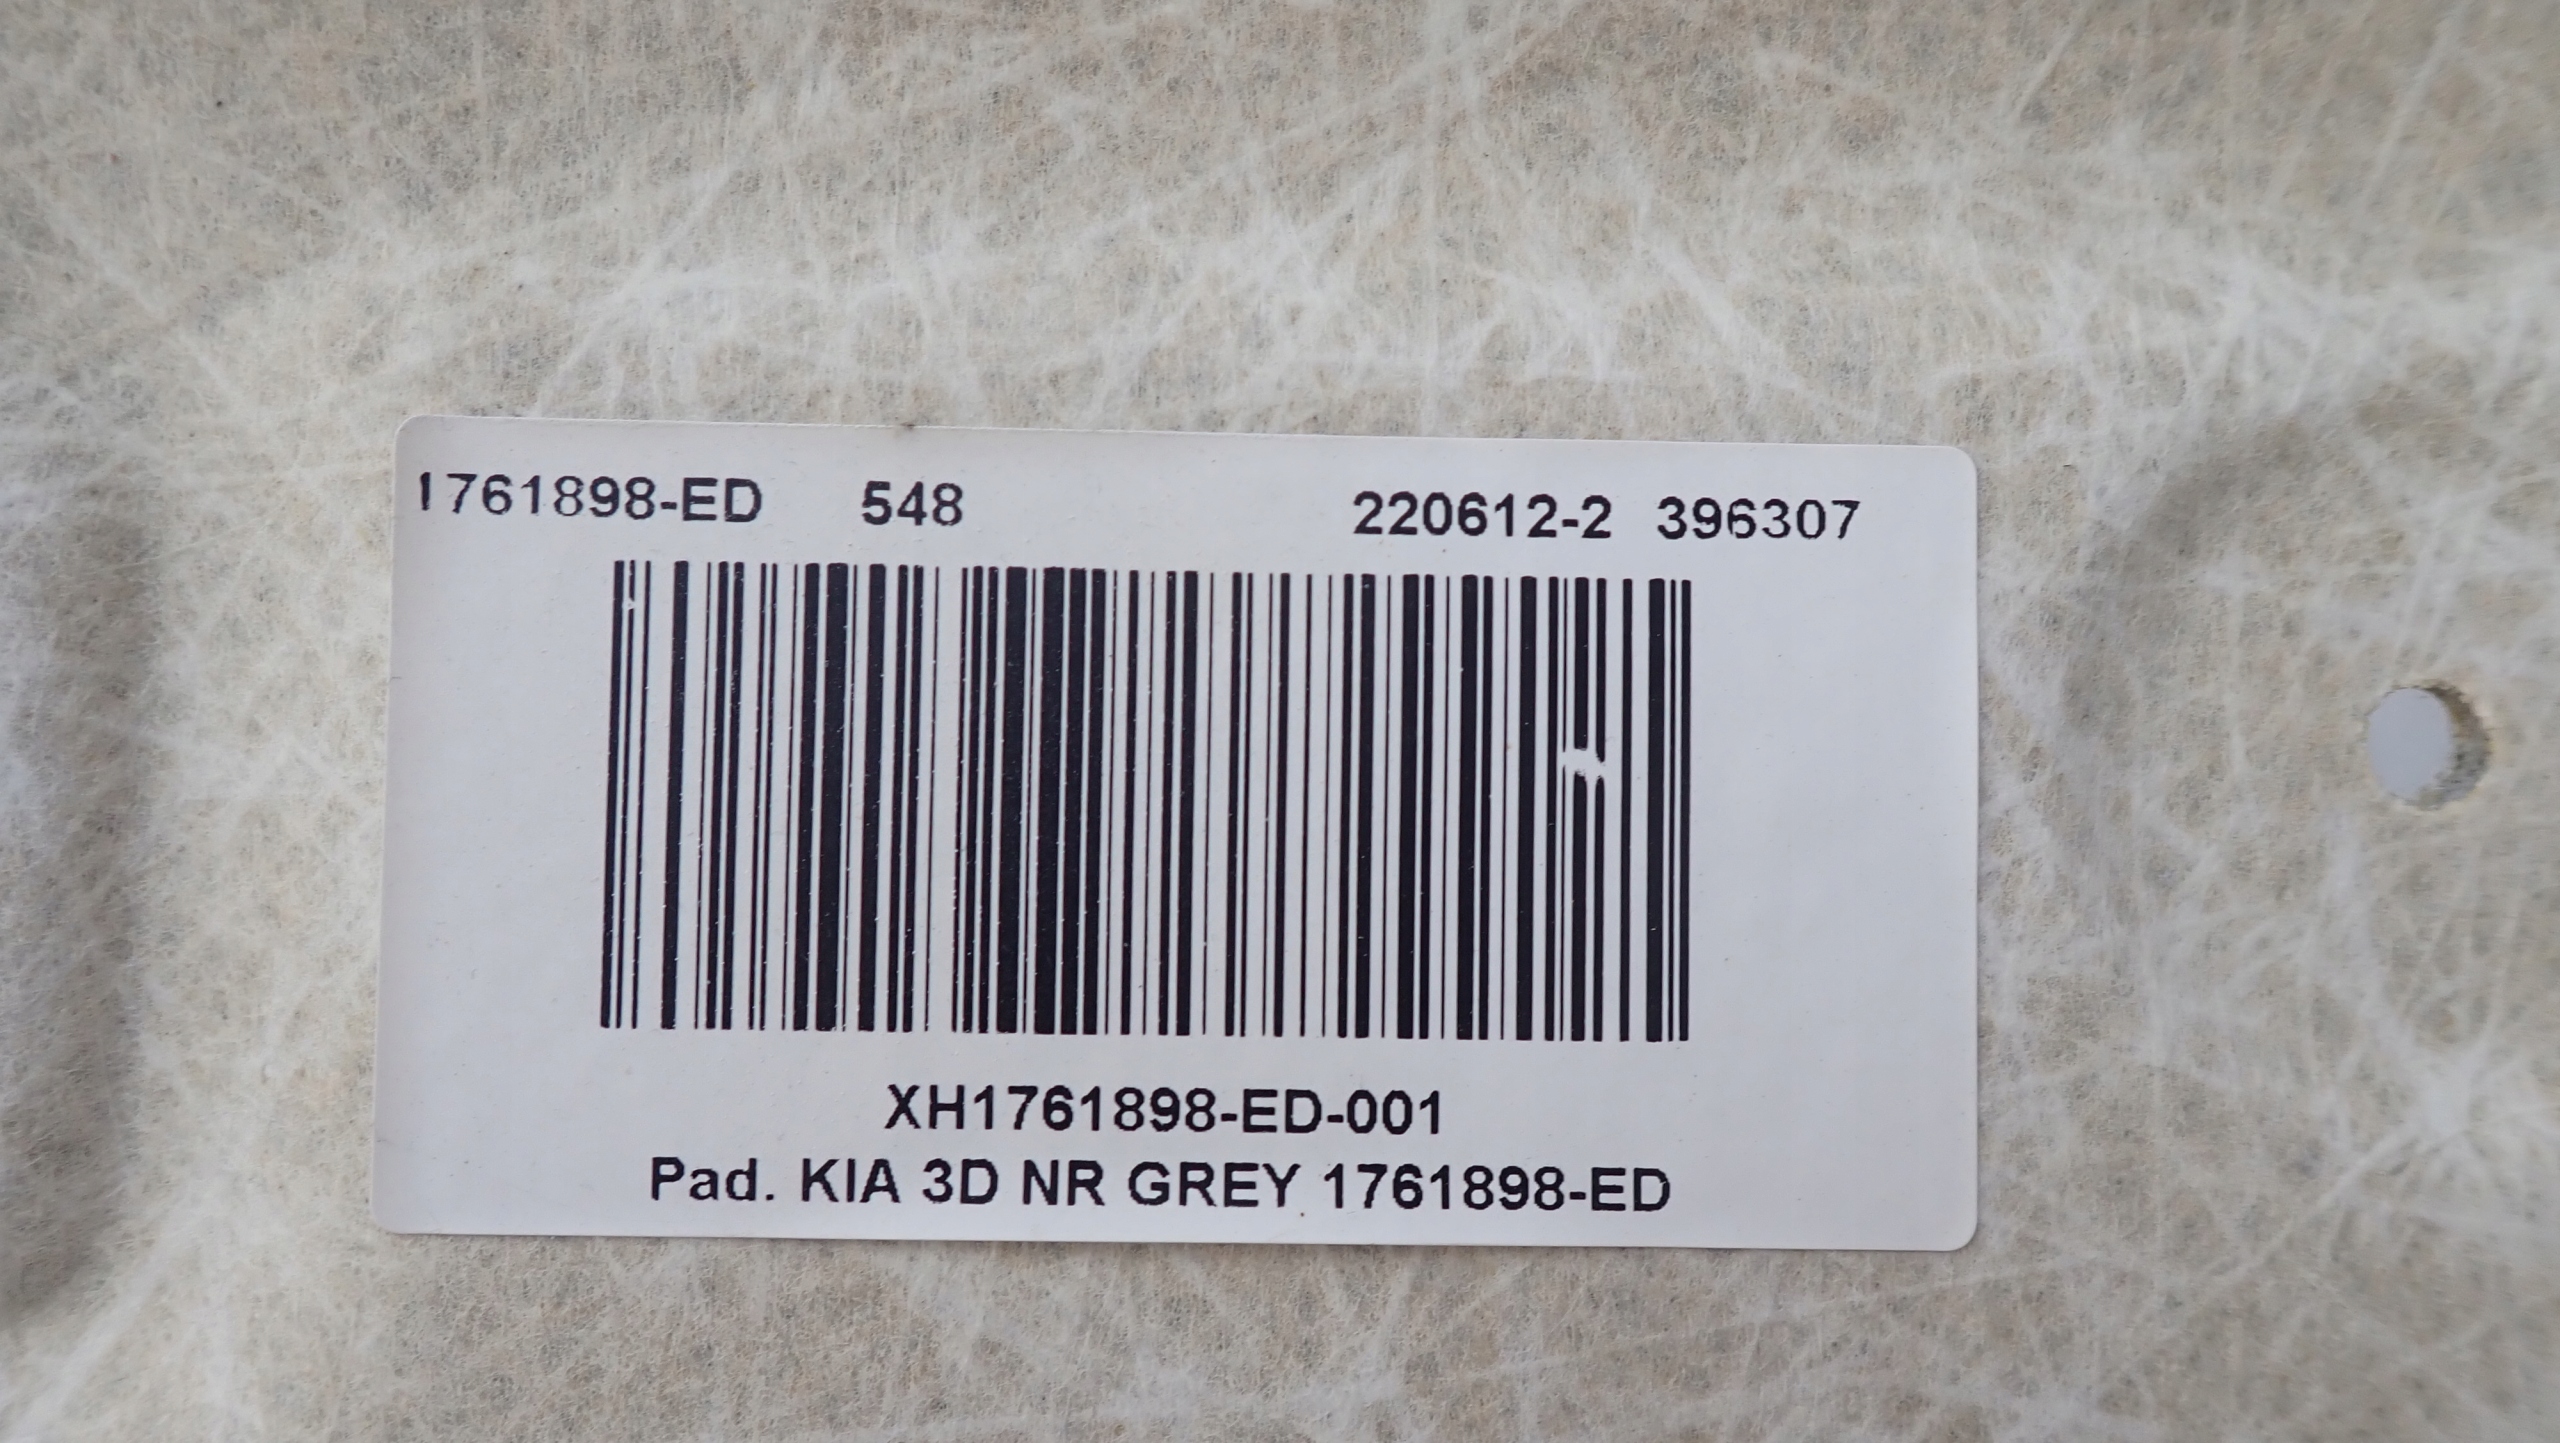 1761898-ED 548 220612-2 396307
XH1761898-ED-001
Pad. KIA 3D NR GREY 1761898-ED